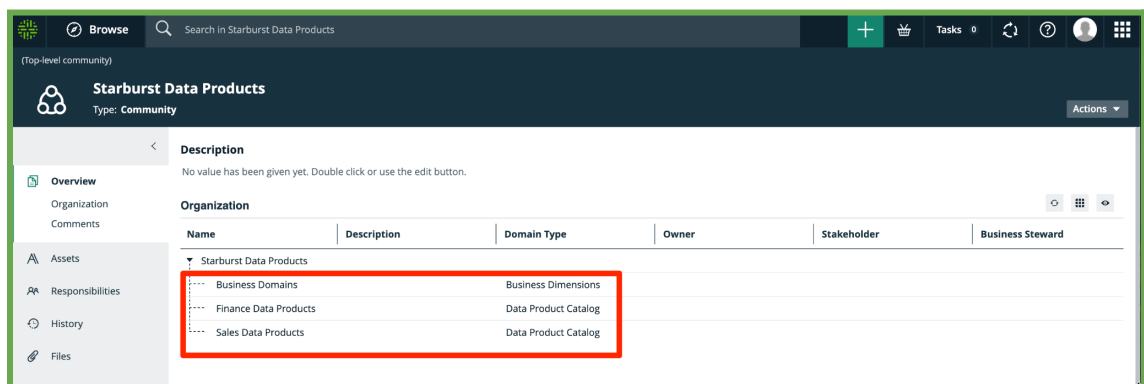 Browse Search in Starburst Data Products Tasks 0
(Top-level community)
Starburst Data Products
Type: Community
Actions
Description
No value has been given yet. Double click or use the edit button.
Overview
Organization
Comments
Assets
Responsibilities
History
Files
Organization
Name Description Domain Type Owner Stakeholder Business Steward
Starburst Data Products
Business Domains Business Dimensions
Finance Data Products Data Product Catalog
Sales Data Products Data Product Catalog